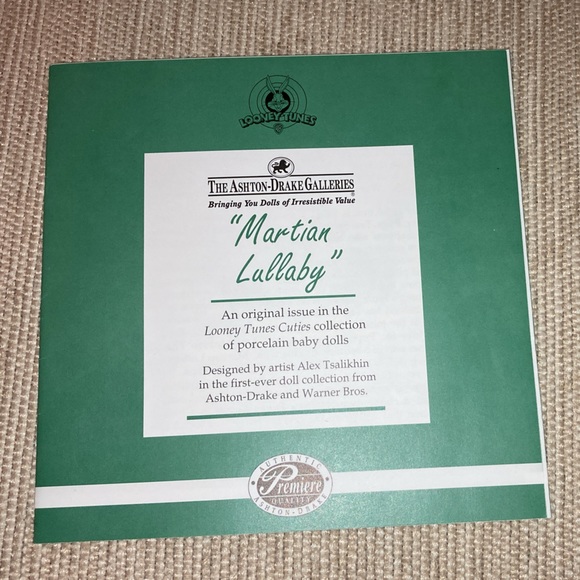 LOONEY TUNES
THE ASHTON-DRAKE GALLERIES
Bringing You Dolls of Irresistible Value
"Martian
Lullaby"
An original issue in the
Looney Tunes Cuties collection
of porcelain baby dolls
Designed by artist Alex Tsalikhin
in the first-ever doll collection from
Ashton-Drake and Warner Bros.
AUTHENTIC
Premiere
QUALITY
ASHTON-DRAKE